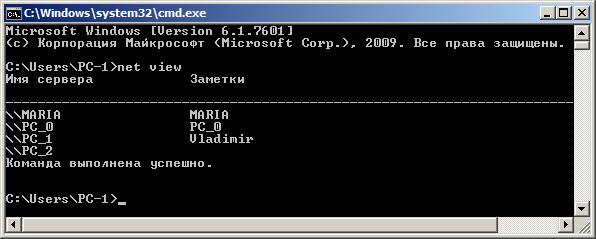 C:\Windows\system32\cmd.exe
Microsoft Windows [Version 6.1.7601]
(c) Корпорация Майкрософт (Microsoft Corp.), 2009. Все права защищены.
C:\Users\PC-1>net view
Имя сервера Заметки
-------------------------------------------------------------------------------
\\MARIA MARIA
\\PC_0 PC_0
\\PC_1 Vladimir
\\PC_2
Команда выполнена успешно.
C:\Users\PC-1>_